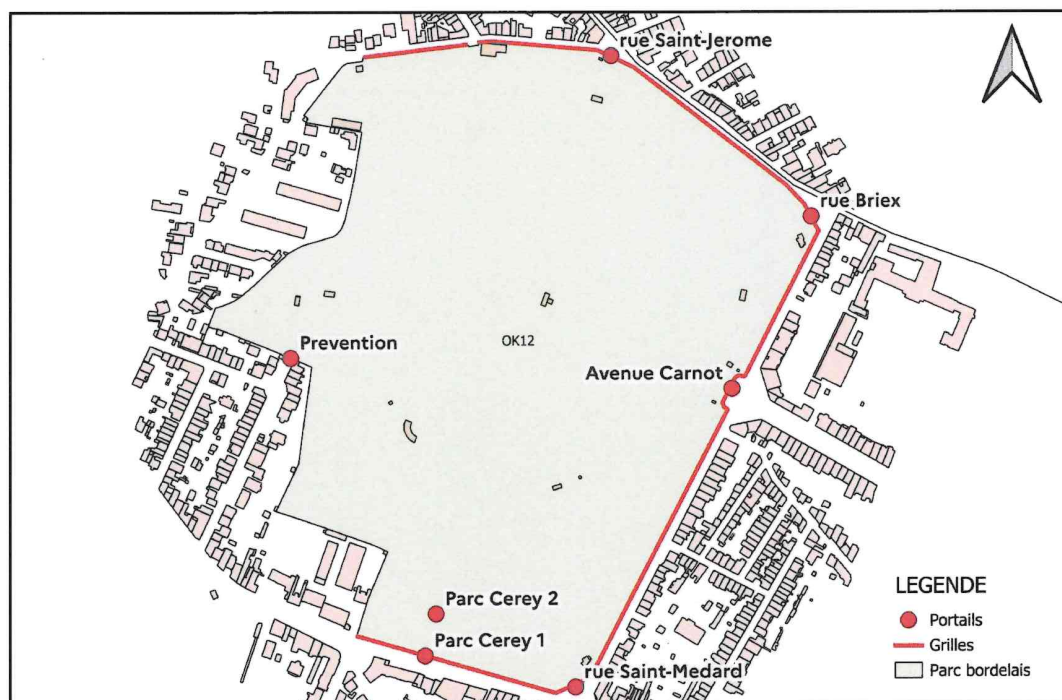 rue Saint-Jerome
rue Briex
Prevention
OK12
Avenue Carnot
Parc Cerey 2
Parc Cerey 1
rue Saint-Medard
LEGENDE
Portails
Grilles
Parc bordelais